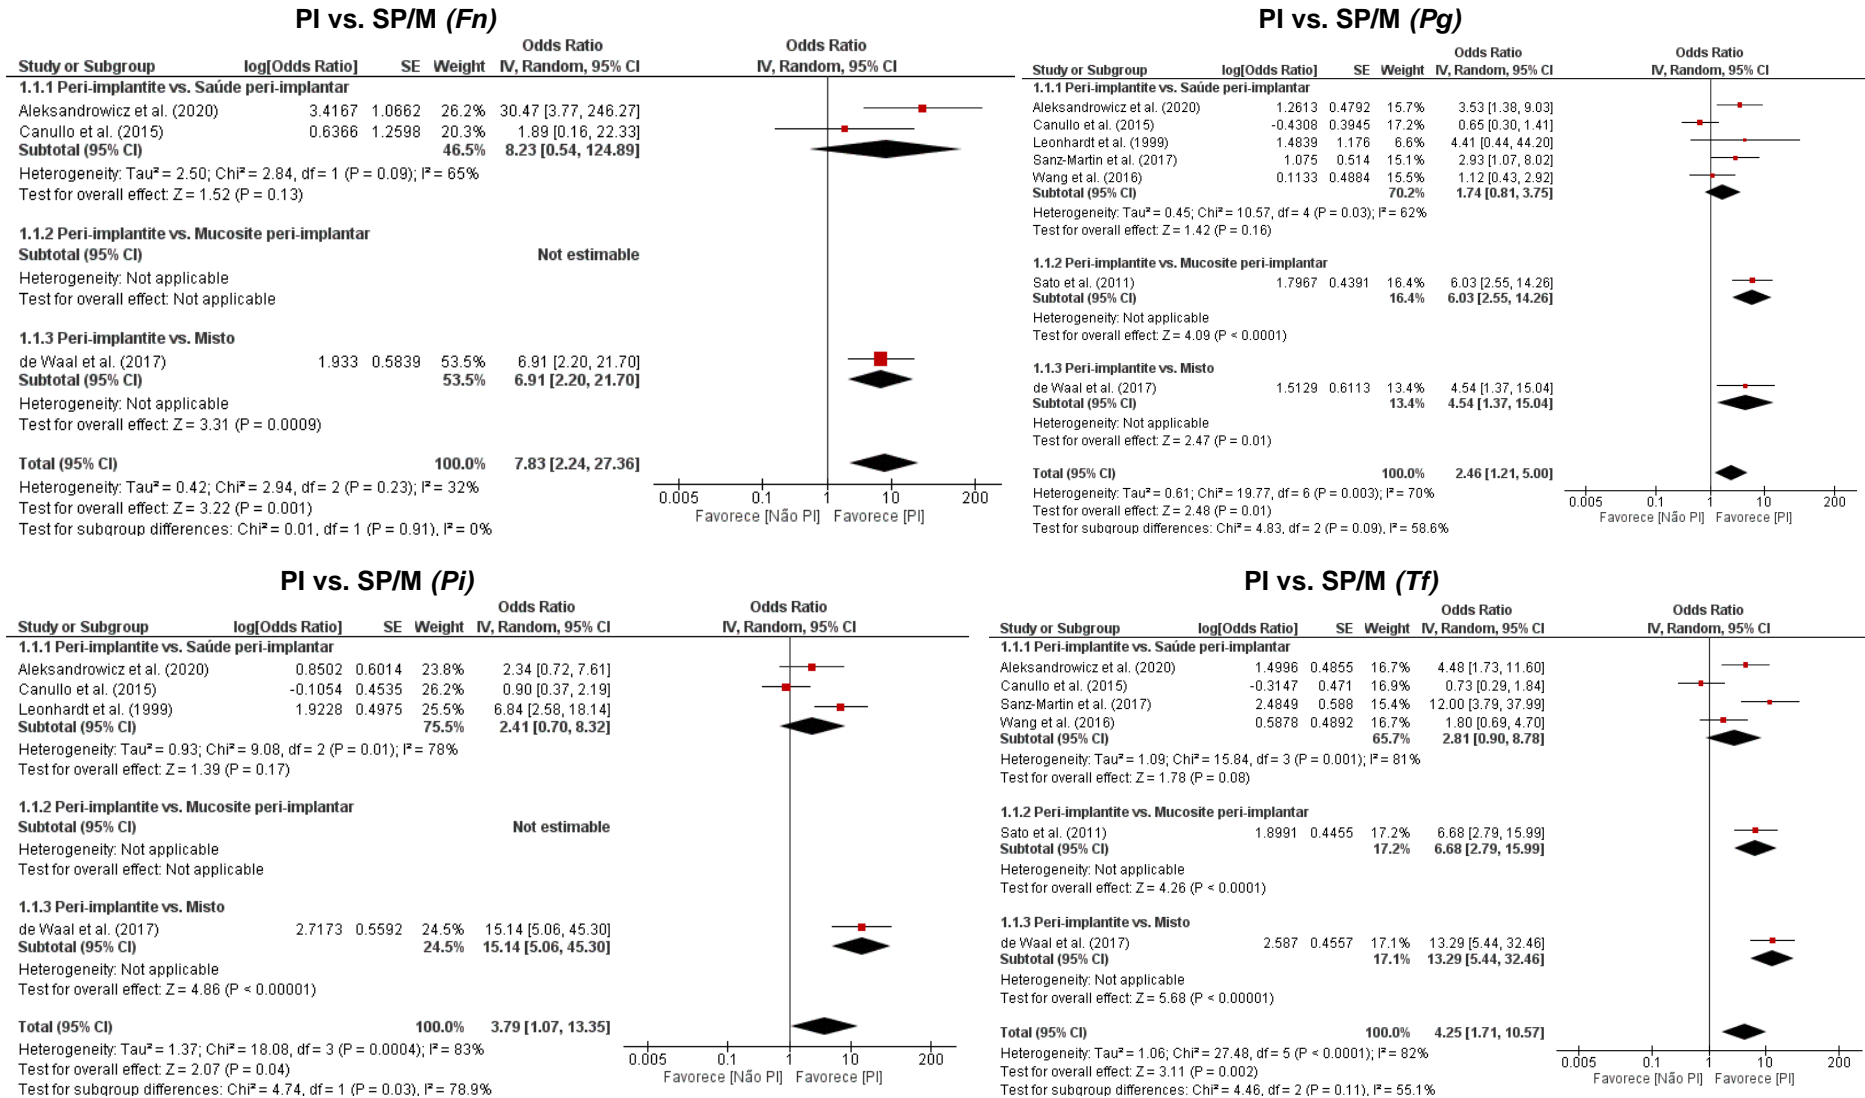 PI vs. SP/M (Fn)
Odds Ratio Odds Ratio
Study or Subgroup log[Odds Ratio] SE Weight IV, Random, 95% CI IV, Random, 95% CI
1.1.1 Peri-implantite vs. Saúde peri-implantar
Aleksandrowicz et al. (2020) 3.4167 1.0662 26.2% 30.47 [3.77, 246.27]
Canullo et al. (2015) 0.6366 1.2598 20.3% 1.89 [0.16, 22.33]
Subtotal (95% CI) 46.5% 8.23 [0.54, 124.89]
Heterogeneity: Tau² = 2.50; Chi² = 2.84, df = 1 (P = 0.09); I² = 65%
Test for overall effect: Z = 1.52 (P = 0.13)
1.1.2 Peri-implantite vs. Mucosite peri-implantar
Subtotal (95% CI) Not estimable
Heterogeneity: Not applicable
Test for overall effect: Not applicable
1.1.3 Peri-implantite vs. Misto
de Waal et al. (2017) 1.933 0.5839 53.5% 6.91 [2.20, 21.70]
Subtotal (95% CI) 53.5% 6.91 [2.20, 21.70]
Heterogeneity: Not applicable
Test for overall effect: Z = 3.31 (P = 0.0009)
Total (95% CI) 100.0% 7.83 [2.24, 27.36]
Heterogeneity: Tau² = 0.42; Chi² = 2.94, df = 2 (P = 0.23); I² = 32%
Test for overall effect: Z = 3.22 (P = 0.001)
Test for subgroup differences: Chi² = 0.01, df = 1 (P = 0.91), I² = 0%
0.005 0.1 1 10 200
Favorece [Não PI] Favorece [PI]
PI vs. SP/M (Pg)
Odds Ratio Odds Ratio
Study or Subgroup log[Odds Ratio] SE Weight IV, Random, 95% CI IV, Random, 95% CI
1.1.1 Peri-implantite vs. Saúde peri-implantar
Aleksandrowicz et al. (2020) 1.2613 0.4792 15.7% 3.53 [1.38, 9.03]
Canullo et al. (2015) -0.4308 0.3945 17.2% 0.65 [0.30, 1.41]
Leonhardt et al. (1999) 1.4839 1.176 6.6% 4.41 [0.44, 44.20]
Sanz-Martin et al. (2017) 1.075 0.514 15.1% 2.93 [1.07, 8.02]
Wang et al. (2016) 0.1133 0.4884 15.5% 1.12 [0.43, 2.92]
Subtotal (95% CI) 70.2% 1.74 [0.81, 3.75]
Heterogeneity: Tau² = 0.45; Chi² = 10.57, df = 4 (P = 0.03); I² = 62%
Test for overall effect: Z = 1.42 (P = 0.16)
1.1.2 Peri-implantite vs. Mucosite peri-implantar
Sato et al. (2011) 1.7967 0.4391 16.4% 6.03 [2.55, 14.26]
Subtotal (95% CI) 16.4% 6.03 [2.55, 14.26]
Heterogeneity: Not applicable
Test for overall effect: Z = 4.09 (P < 0.0001)
1.1.3 Peri-implantite vs. Misto
de Waal et al. (2017) 1.5129 0.6113 13.4% 4.54 [1.37, 15.04]
Subtotal (95% CI) 13.4% 4.54 [1.37, 15.04]
Heterogeneity: Not applicable
Test for overall effect: Z = 2.47 (P = 0.01)
Total (95% CI) 100.0% 2.46 [1.21, 5.00]
Heterogeneity: Tau² = 0.61; Chi² = 19.77, df = 6 (P = 0.003); I² = 70%
Test for overall effect: Z = 2.48 (P = 0.01)
Test for subgroup differences: Chi² = 4.83, df = 2 (P = 0.09), I² = 58.6%
0.005 0.1 1 10 200
Favorece [Não PI] Favorece [PI]
PI vs. SP/M (Pi)
Odds Ratio Odds Ratio
Study or Subgroup log[Odds Ratio] SE Weight IV, Random, 95% CI IV, Random, 95% CI
1.1.1 Peri-implantite vs. Saúde peri-implantar
Aleksandrowicz et al. (2020) 0.8502 0.6014 23.8% 2.34 [0.72, 7.61]
Canullo et al. (2015) -0.1054 0.4535 26.2% 0.90 [0.37, 2.19]
Leonhardt et al. (1999) 1.9228 0.4975 25.5% 6.84 [2.58, 18.14]
Subtotal (95% CI) 75.5% 2.41 [0.70, 8.32]
Heterogeneity: Tau² = 0.93; Chi² = 9.08, df = 2 (P = 0.01); I² = 78%
Test for overall effect: Z = 1.39 (P = 0.17)
1.1.2 Peri-implantite vs. Mucosite peri-implantar
Subtotal (95% CI) Not estimable
Heterogeneity: Not applicable
Test for overall effect: Not applicable
1.1.3 Peri-implantite vs. Misto
de Waal et al. (2017) 2.7173 0.5592 24.5% 15.14 [5.06, 45.30]
Subtotal (95% CI) 24.5% 15.14 [5.06, 45.30]
Heterogeneity: Not applicable
Test for overall effect: Z = 4.86 (P < 0.00001)
Total (95% CI) 100.0% 3.79 [1.07, 13.35]
Heterogeneity: Tau² = 1.37; Chi² = 18.08, df = 3 (P = 0.0004); I² = 83%
Test for overall effect: Z = 2.07 (P = 0.04)
Test for subgroup differences: Chi² = 4.74, df = 1 (P = 0.03), I² = 78.9%
0.005 0.1 1 10 200
Favorece [Não PI] Favorece [PI]
PI vs. SP/M (Tf)
Odds Ratio Odds Ratio
Study or Subgroup log[Odds Ratio] SE Weight IV, Random, 95% CI IV, Random, 95% CI
1.1.1 Peri-implantite vs. Saúde peri-implantar
Aleksandrowicz et al. (2020) 1.4996 0.4855 16.7% 4.48 [1.73, 11.60]
Canullo et al. (2015) -0.3147 0.471 16.9% 0.73 [0.29, 1.84]
Sanz-Martin et al. (2017) 2.4849 0.588 15.4% 12.00 [3.79, 37.99]
Wang et al. (2016) 0.5878 0.4892 16.7% 1.80 [0.69, 4.70]
Subtotal (95% CI) 65.7% 2.81 [0.90, 8.78]
Heterogeneity: Tau² = 1.09; Chi² = 15.84, df = 3 (P = 0.001); I² = 81%
Test for overall effect: Z = 1.78 (P = 0.08)
1.1.2 Peri-implantite vs. Mucosite peri-implantar
Sato et al. (2011) 1.8991 0.4455 17.2% 6.68 [2.79, 15.99]
Subtotal (95% CI) 17.2% 6.68 [2.79, 15.99]
Heterogeneity: Not applicable
Test for overall effect: Z = 4.26 (P < 0.0001)
1.1.3 Peri-implantite vs. Misto
de Waal et al. (2017) 2.587 0.4557 17.1% 13.29 [5.44, 32.46]
Subtotal (95% CI) 17.1% 13.29 [5.44, 32.46]
Heterogeneity: Not applicable
Test for overall effect: Z = 5.68 (P < 0.00001)
Total (95% CI) 100.0% 4.25 [1.71, 10.57]
Heterogeneity: Tau² = 1.06; Chi² = 27.48, df = 5 (P < 0.0001); I² = 82%
Test for overall effect: Z = 3.11 (P = 0.002)
Test for subgroup differences: Chi² = 4.46, df = 2 (P = 0.11), I² = 55.1%
0.005 0.1 1 10 200
Favorece [Não PI] Favorece [PI]